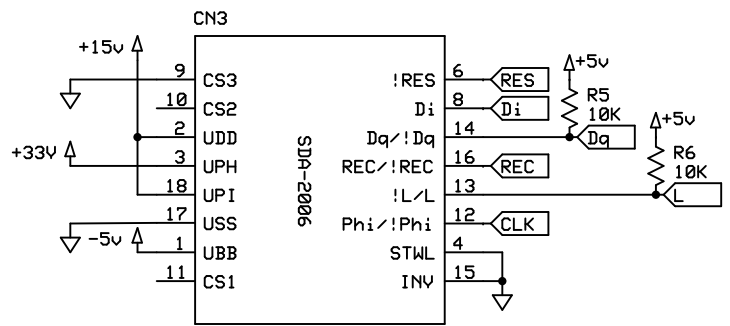 CN3
+15v
9 CS3 !RES 6 RES +5v
10 CS2 Di 8 Di R5
10K
2 UDD Dq/!Dq 14 Dq +5v
+33V 3 UPH REC/!REC 16 REC R6
10K
18 UPI !L/L 13 L
17 USS Phi/!Phi 12 CLK
-5v 1 UBB STWL 4
11 CS1 INV 15
SDA-2006